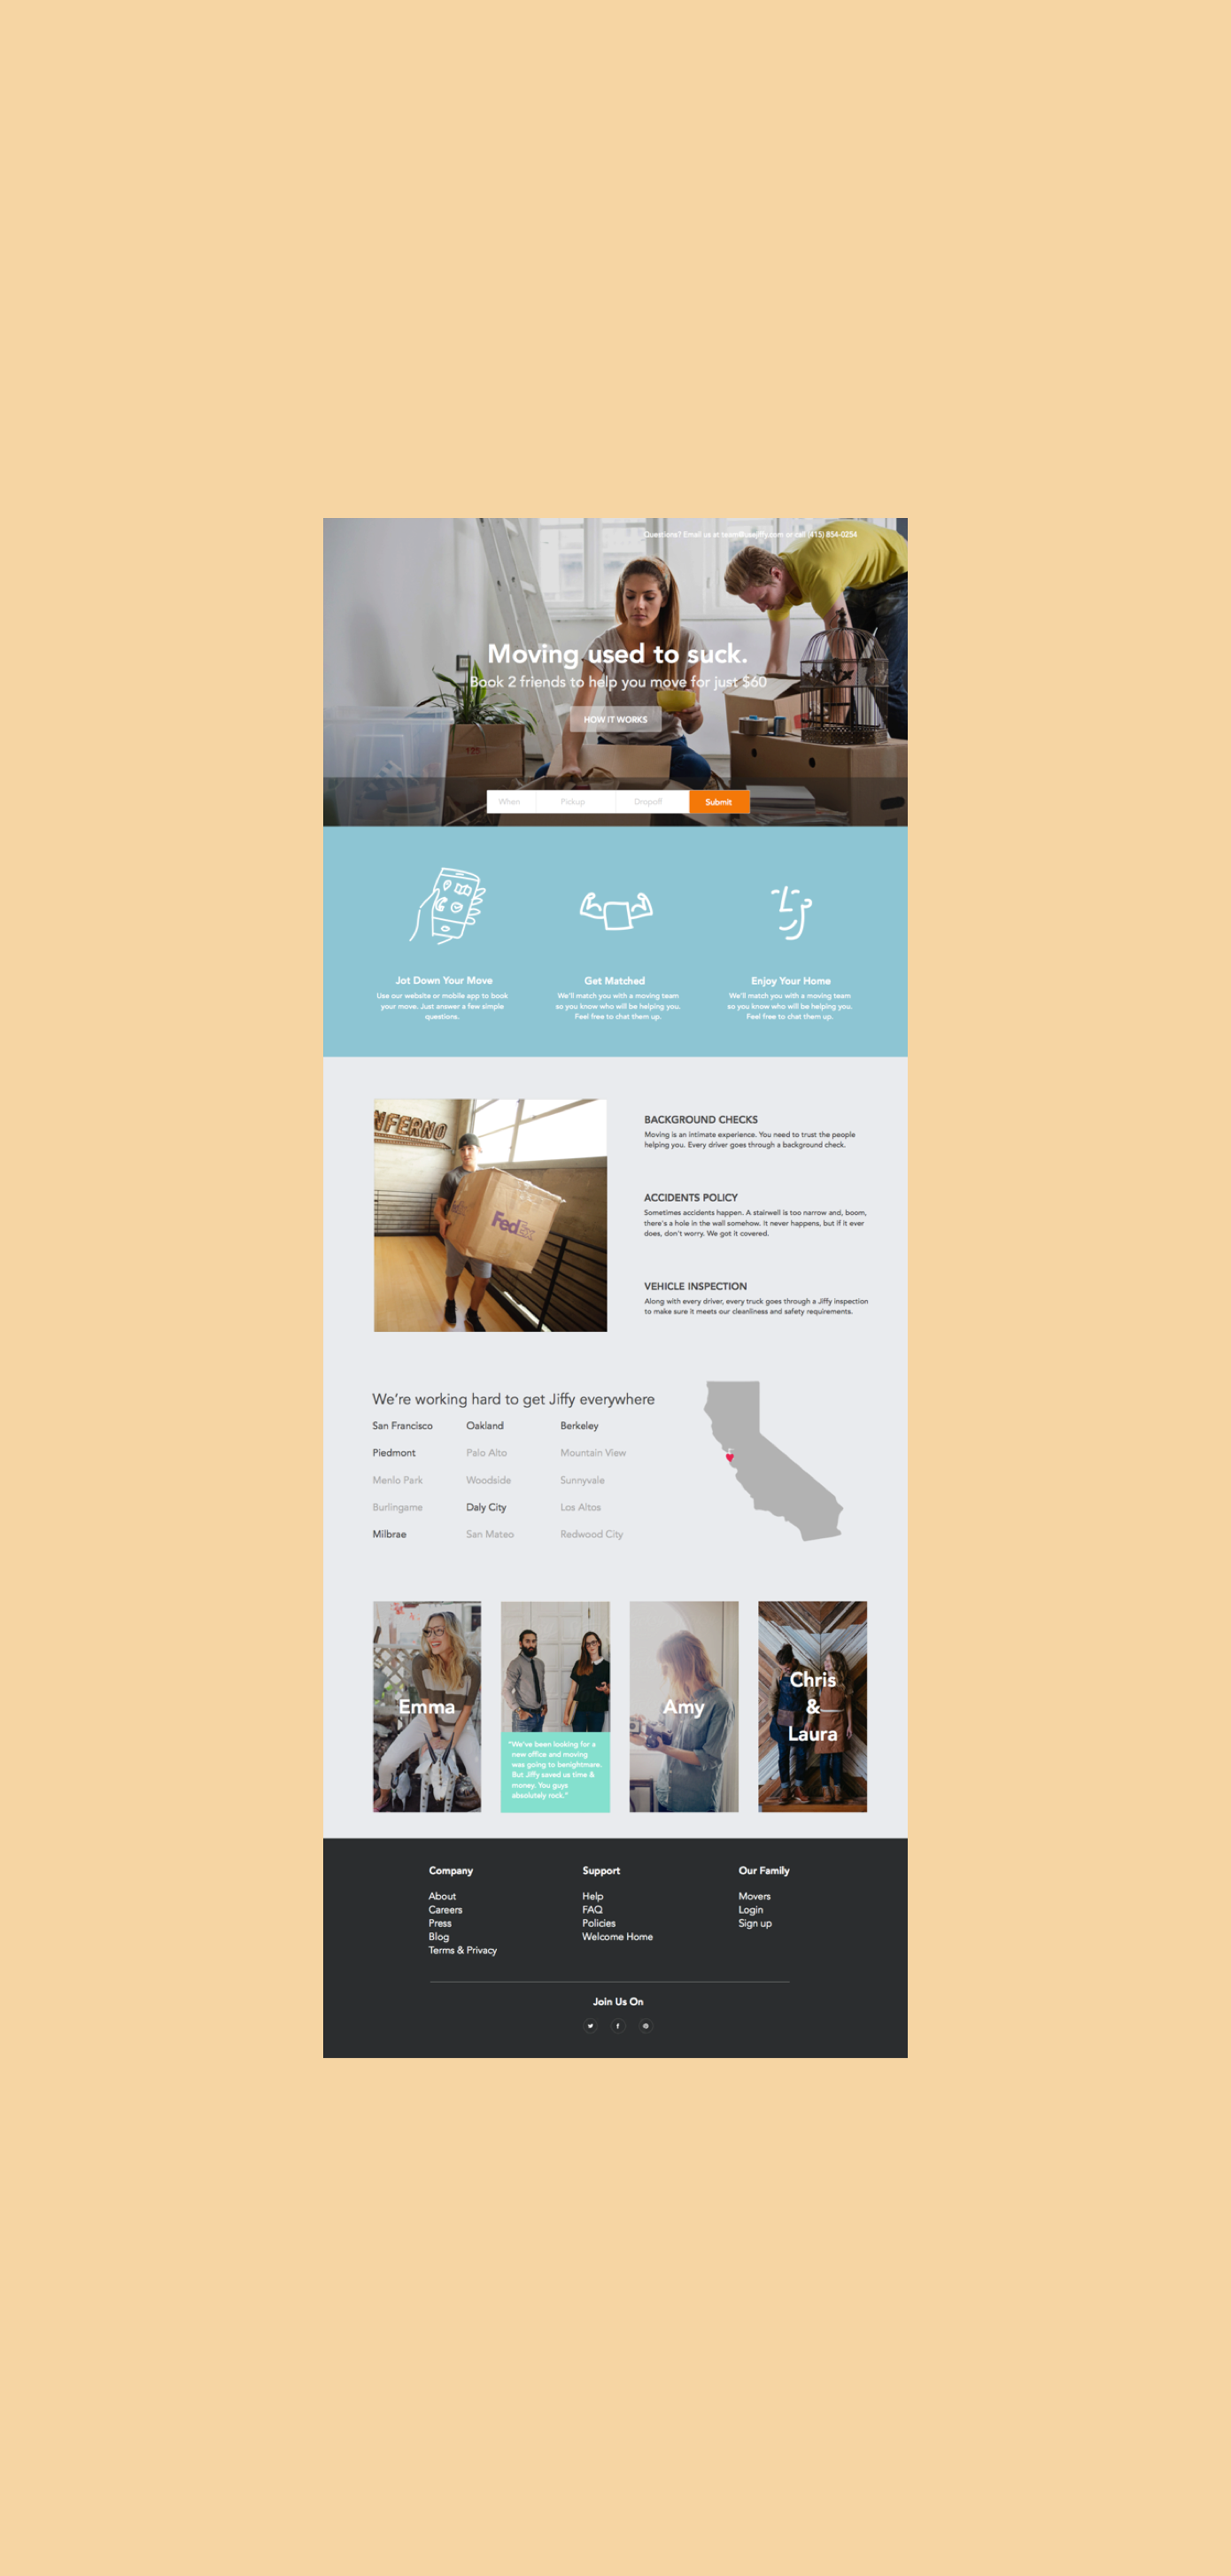 Questions? Email us at team@usejiffy.com or call (415) 854-0254
Moving used to suck.
Book 2 friends to help you move for just $60
HOW IT WORKS
When Pickup Dropoff Submit
Jot Down Your Move
Use our website or mobile app to book
your move. Just answer a few simple
questions.
Get Matched
We'll match you with a moving team
so you know who will be helping you.
Feel free to chat them up.
Enjoy Your Home
We'll match you with a moving team
so you know who will be helping you.
Feel free to chat them up.
NFERNO
FedEx
BACKGROUND CHECKS
Moving is an intimate experience. You need to trust the people
helping you. Every driver goes through a background check.
ACCIDENTS POLICY
Sometimes accidents happen. A stairwell is too narrow and, boom,
there's a hole in the wall somehow. It never happens, but if it ever
does, don't worry. We got it covered.
VEHICLE INSPECTION
Along with every driver, every truck goes through a Jiffy inspection
to make sure it meets our cleanliness and safety requirements.
We're working hard to get Jiffy everywhere
San Francisco Oakland Berkeley
Piedmont Palo Alto Mountain View
Menlo Park Woodside Sunnyvale
Burlingame Daly City Los Altos
Milbrae San Mateo Redwood City
Emma
"We've been looking for a
new office and moving
was going to benightmare.
But Jiffy saved us time &
money. You guys
absolutely rock."
Amy
Chris
&
Laura
Company
About
Careers
Press
Blog
Terms & Privacy
Support
Help
FAQ
Policies
Welcome Home
Our Family
Movers
Login
Sign up
Join Us On